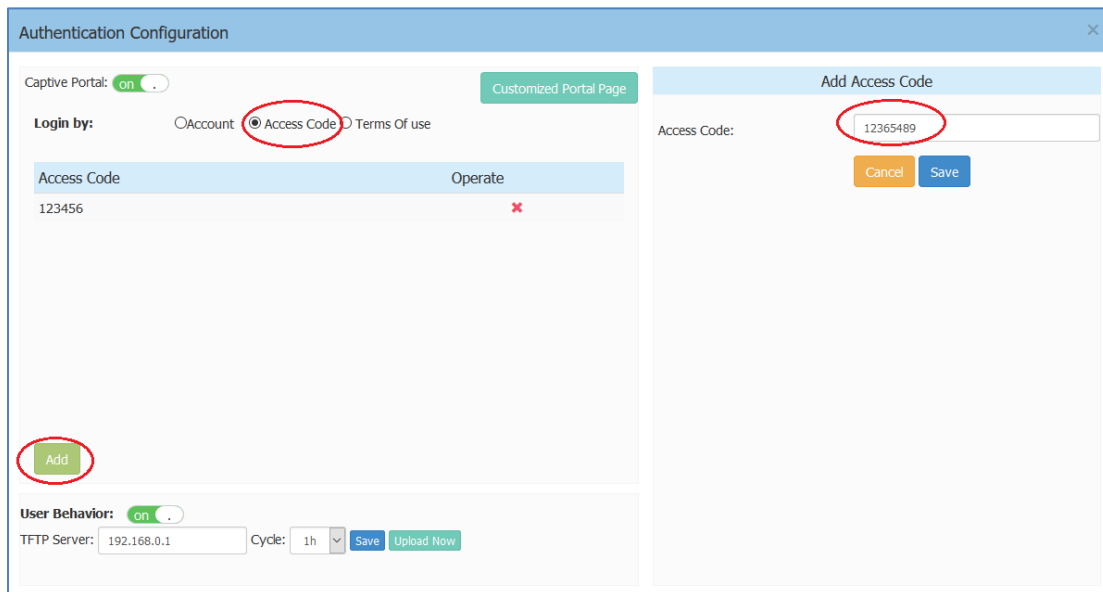 Authentication Configuration
Captive Portal: on .
Customized Portal Page
Login by: Account Access Code Terms Of use
Access Code Operate
123456
Add
User Behavior: on .
TFTP Server: 192.168.0.1 Cycle: 1h Save Upload Now
Add Access Code
Access Code: 12365489
Cancel Save